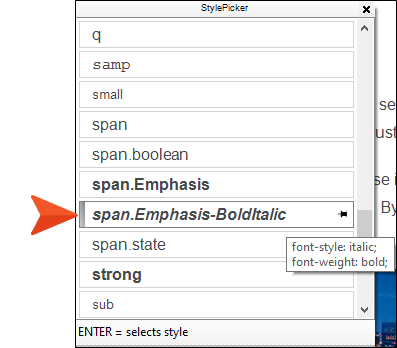 StylePicker
q
samp
small
span
span.boolean
span.Emphasis
span.Emphasis-BoldItalic
span.state
font-style: italic;
font-weight: bold;
strong
sub
ENTER = selects style
se
ust
se i
By